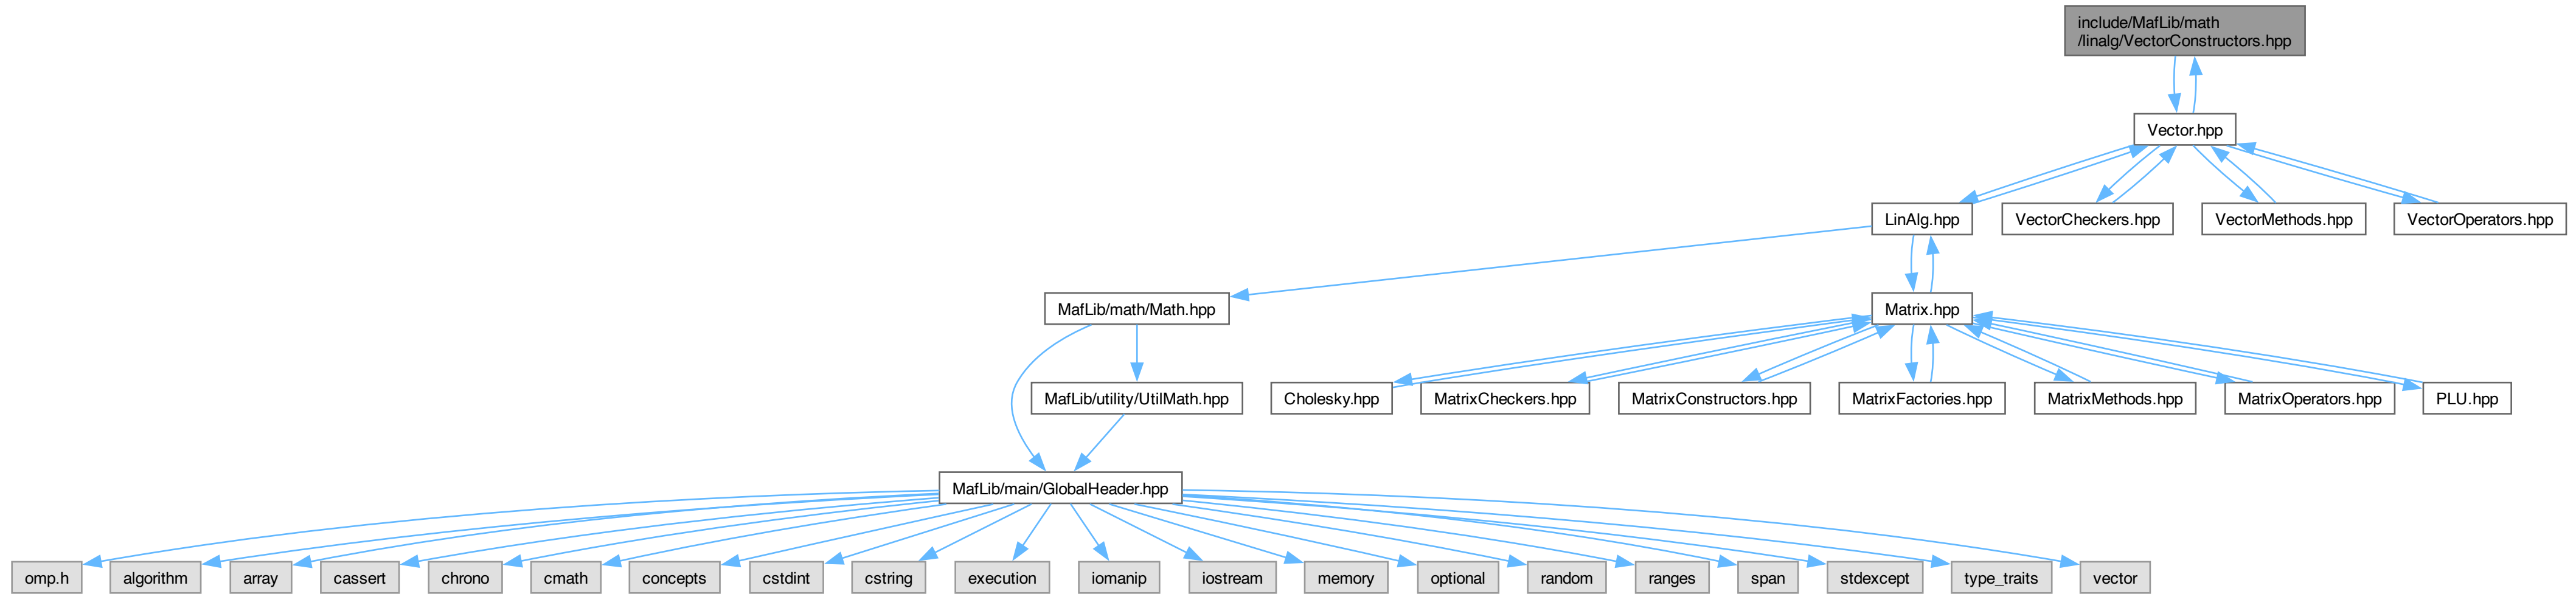 include/MafLib/math
/linalg/VectorConstructors.hpp
Vector.hpp
LinAlg.hpp
VectorCheckers.hpp
VectorMethods.hpp
VectorOperators.hpp
MafLib/math/Math.hpp
Matrix.hpp
MafLib/utility/UtilMath.hpp
Cholesky.hpp
MatrixCheckers.hpp
MatrixConstructors.hpp
MatrixFactories.hpp
MatrixMethods.hpp
MatrixOperators.hpp
PLU.hpp
MafLib/main/GlobalHeader.hpp
omp.h
algorithm
array
cassert
chrono
cmath
concepts
cstdint
cstring
execution
iomanip
iostream
memory
optional
random
ranges
span
stdexcept
type_traits
vector